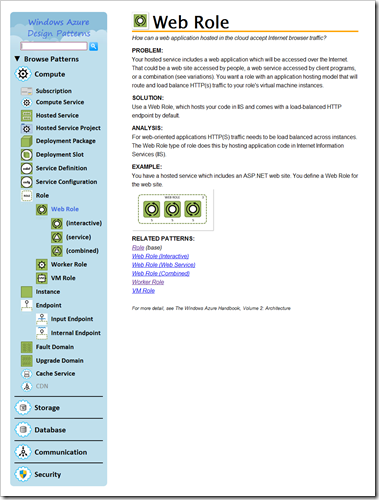 Windows Azure
Design Patterns
▼ Browse Patterns
Compute
Subscription
Compute Service
Hosted Service
Hosted Service Project
Deployment Package
Deployment Slot
Service Definition
Service Configuration
Role
Web Role
(interactive)
(service)
(combined)
Worker Role
VM Role
Instance
Endpoint
Input Endpoint
Internal Endpoint
Fault Domain
Upgrade Domain
Cache Service
CDN
Storage
Database
Communication
Security
Web Role
How can a web application hosted in the cloud accept Internet browser traffic?
PROBLEM:
Your hosted service includes a web application which will be accessed over the Internet.
That could be a web site accessed by people, a web service accessed by client programs,
or a combination (see variations). You want a role with an application hosting model that will
route and load balance HTTP(s) traffic to your role's virtual machine instances.
SOLUTION:
Use a Web Role, which hosts your code in IIS and comes with a load-balanced HTTP
endpoint by default.
ANALYSIS:
For web-oriented applications HTTP(S) traffic needs to be load balanced across instances.
The Web Role type of role does this by hosting application code in Internet Information
Services (IIS).
EXAMPLE:
You have a hosted service which includes an ASP.NET web site. You define a Web Role for
the web site.
WEB ROLE
RELATED PATTERNS:
Role (base)
Web Role (Interactive)
Web Role (Web Service)
Web Role (Combined)
Worker Role
VM Role
For more detail, see The Windows Azure Handbook, Volume 2: Architecture